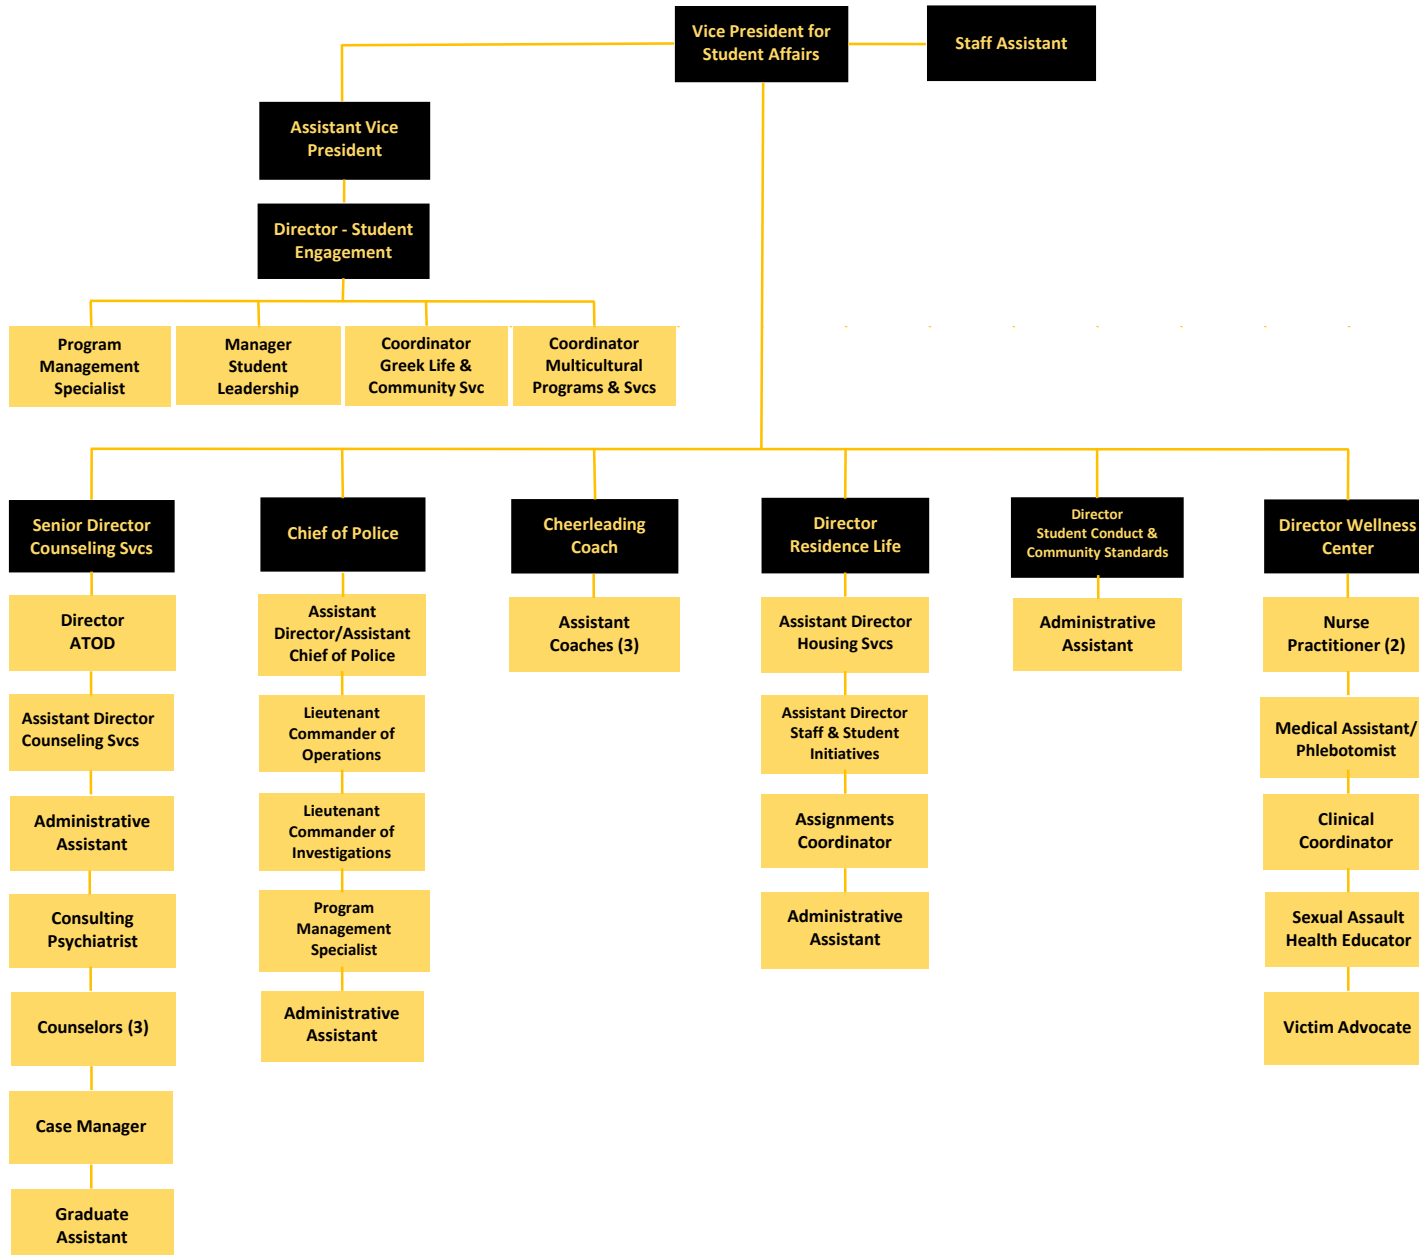 Vice President for
Student Affairs
Staff Assistant
Assistant Vice
President
Director - Student
Engagement
Program
Management
Specialist
Manager
Student
Leadership
Coordinator
Greek Life &
Community Svc
Coordinator
Multicultural
Programs & Svcs
Senior Director
Counseling Svcs
Chief of Police
Cheerleading
Coach
Director
Residence Life
Director
Student Conduct &
Community Standards
Director Wellness
Center
Director
ATOD
Assistant Director
Counseling Svcs
Administrative
Assistant
Consulting
Psychiatrist
Counselors (3)
Case Manager
Graduate
Assistant
Assistant
Director/Assistant
Chief of Police
Lieutenant
Commander of
Operations
Lieutenant
Commander of
Investigations
Program
Management
Specialist
Administrative
Assistant
Assistant
Coaches (3)
Assistant Director
Housing Svcs
Assistant Director
Staff & Student
Initiatives
Assignments
Coordinator
Administrative
Assistant
Administrative
Assistant
Nurse
Practitioner (2)
Medical Assistant/
Phlebotomist
Clinical
Coordinator
Sexual Assault
Health Educator
Victim Advocate